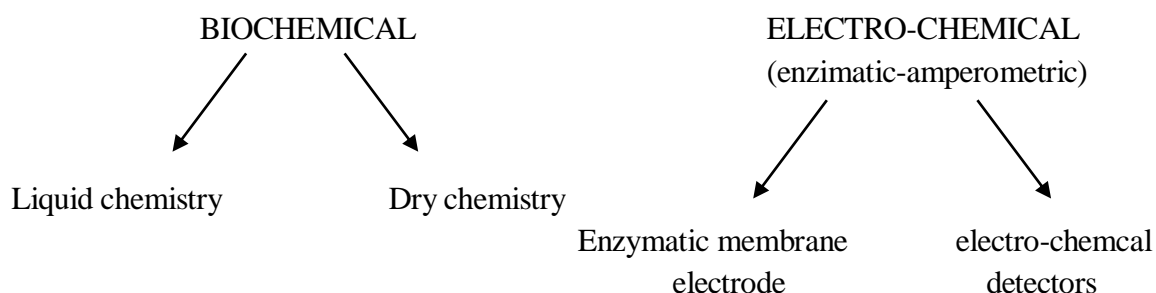 BIOCHEMICAL
ELECTRO-CHEMICAL
(enzimatic-amperometric)
Liquid chemistry
Dry chemistry
Enzymatic membrane
electrode
electro-chemcal
detectors